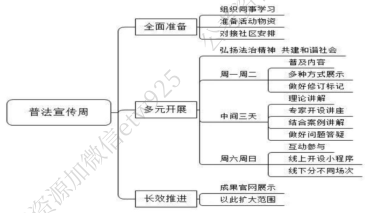 普法宣传周
全面准备
组织同事学习
准备活动物资
对接社区安排
多元开展
弘扬法治精神 共建和谐社会
周一周二
普及内容
多种方式展示
做好修订标记
中间三天
理论讲解
专家开设讲座
结合案例讲解
做好问题答疑
周六周日
互动参与
线上开设小程序
线下分不同场次
长效推进
成果官网展示
以此扩大范围